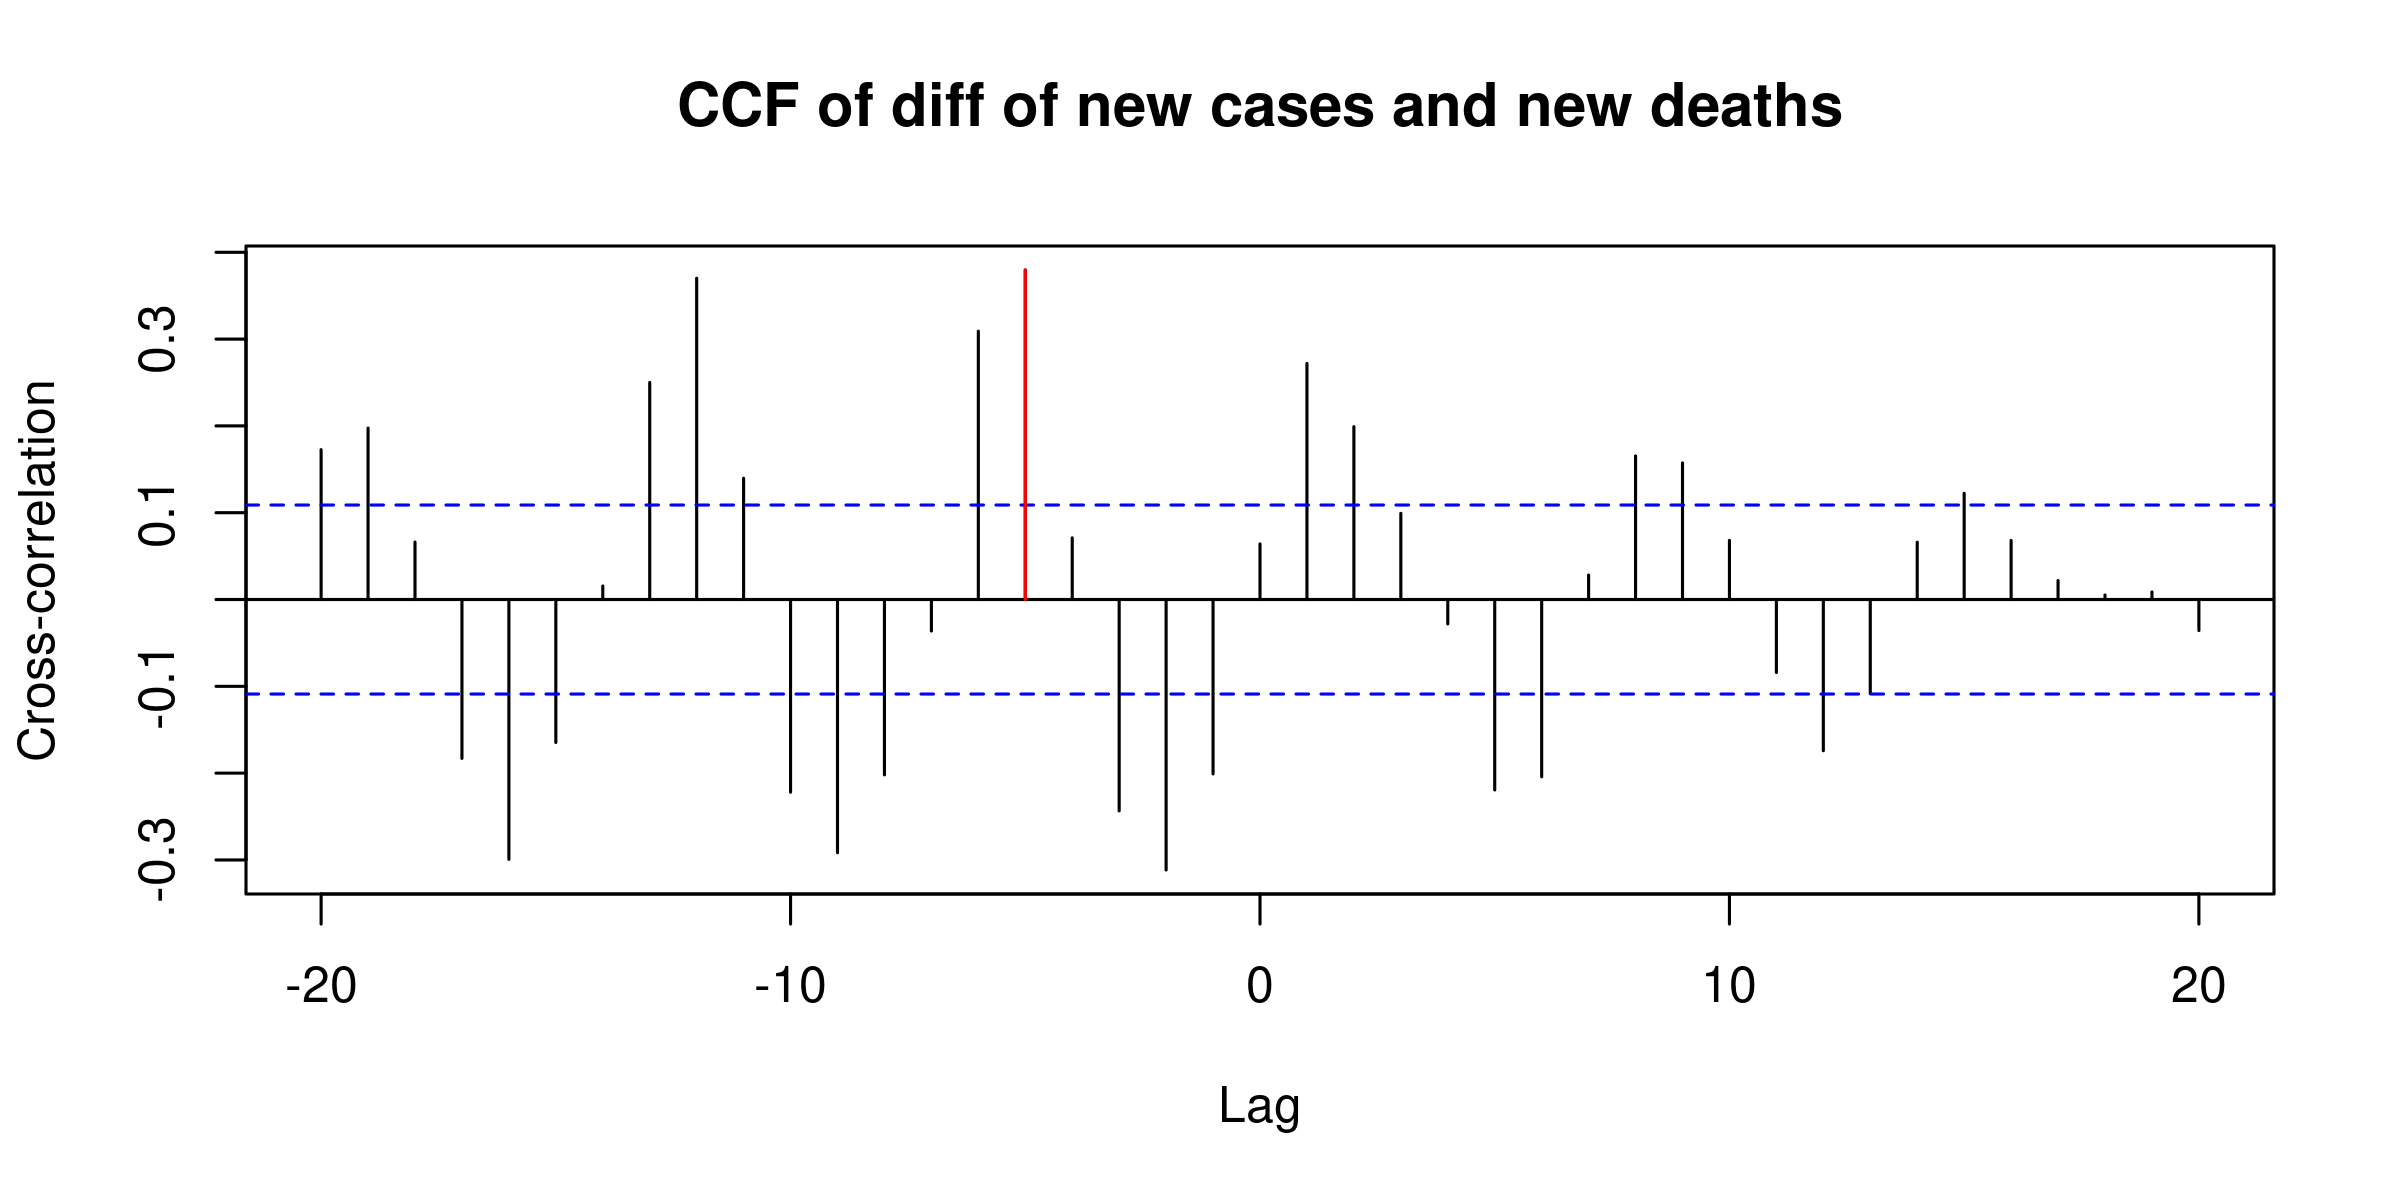 CCF of diff of new cases and new deaths
Cross-correlation
0.3
0.1
-0.1
-0.3
-20 -10 0 10 20
Lag